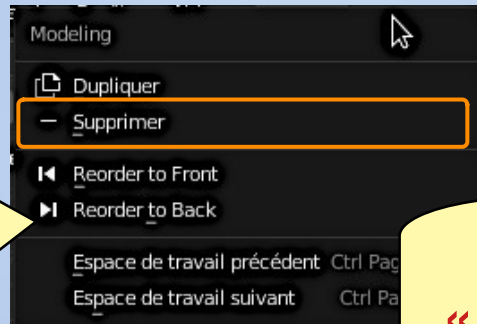 Modeling
Dupliquer
Supprimer
Reorder to Front
Reorder to Back
Espace de travail précédent Ctrl Pag
Espace de travail suivant Ctrl Pa
«